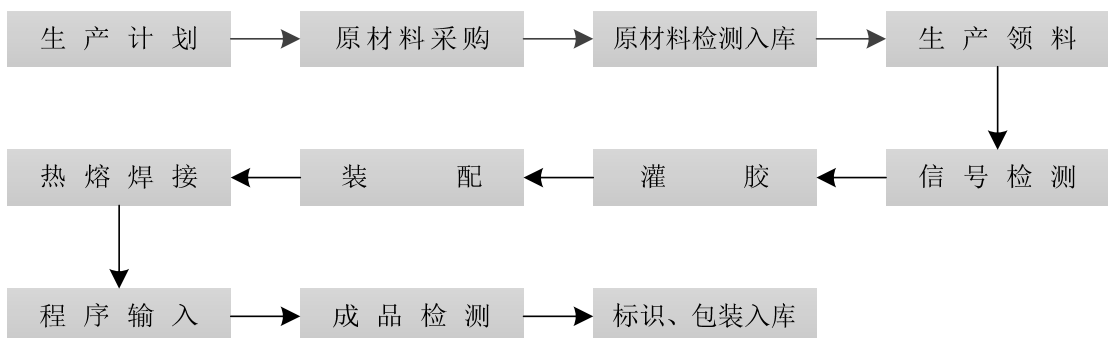 生产计划
原材料采购
原材料检测入库
生产领料
信号检测
灌胶
装配
热熔焊接
程序输入
成品检测
标识、包装入库